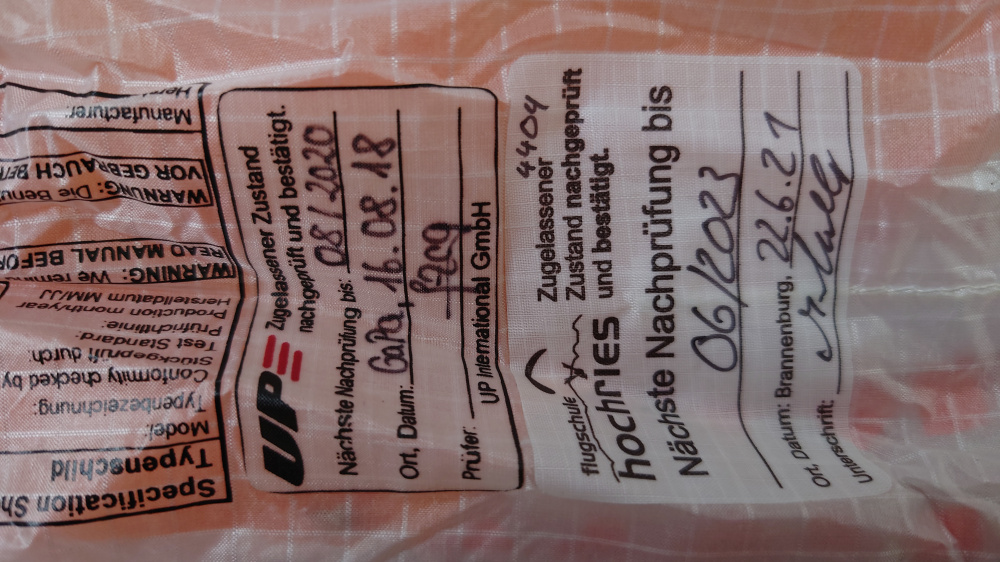 Specification Sh
Typenschild
Model:
Typenbezeichnung:
Conformity checked by
Stückgeprüft durch:
Test Standard:
Prüfrichtlinie:
Production month/year
Herstelldatum MM/JJ
WARNING: We
READ MANUAL BEFOR
WARNUNG: Die Benu
VOR GEBRAUCH
Manufacturer:
UP
Zugelassener Zustand
nachgeprüft und bestätigt.
Nächste Nachprüfung bis: 08/2020
Ort, Datum: GaPa, 16.08.18
Prüfer:
UP International GmbH
4404
flugschule
hochries
Zugelassener
Zustand nachgeprüft
und bestätigt.
Nächste Nachprüfung bis
06/2023
Ort, Datum: Brannenburg, 22.6.21
Unterschrift: